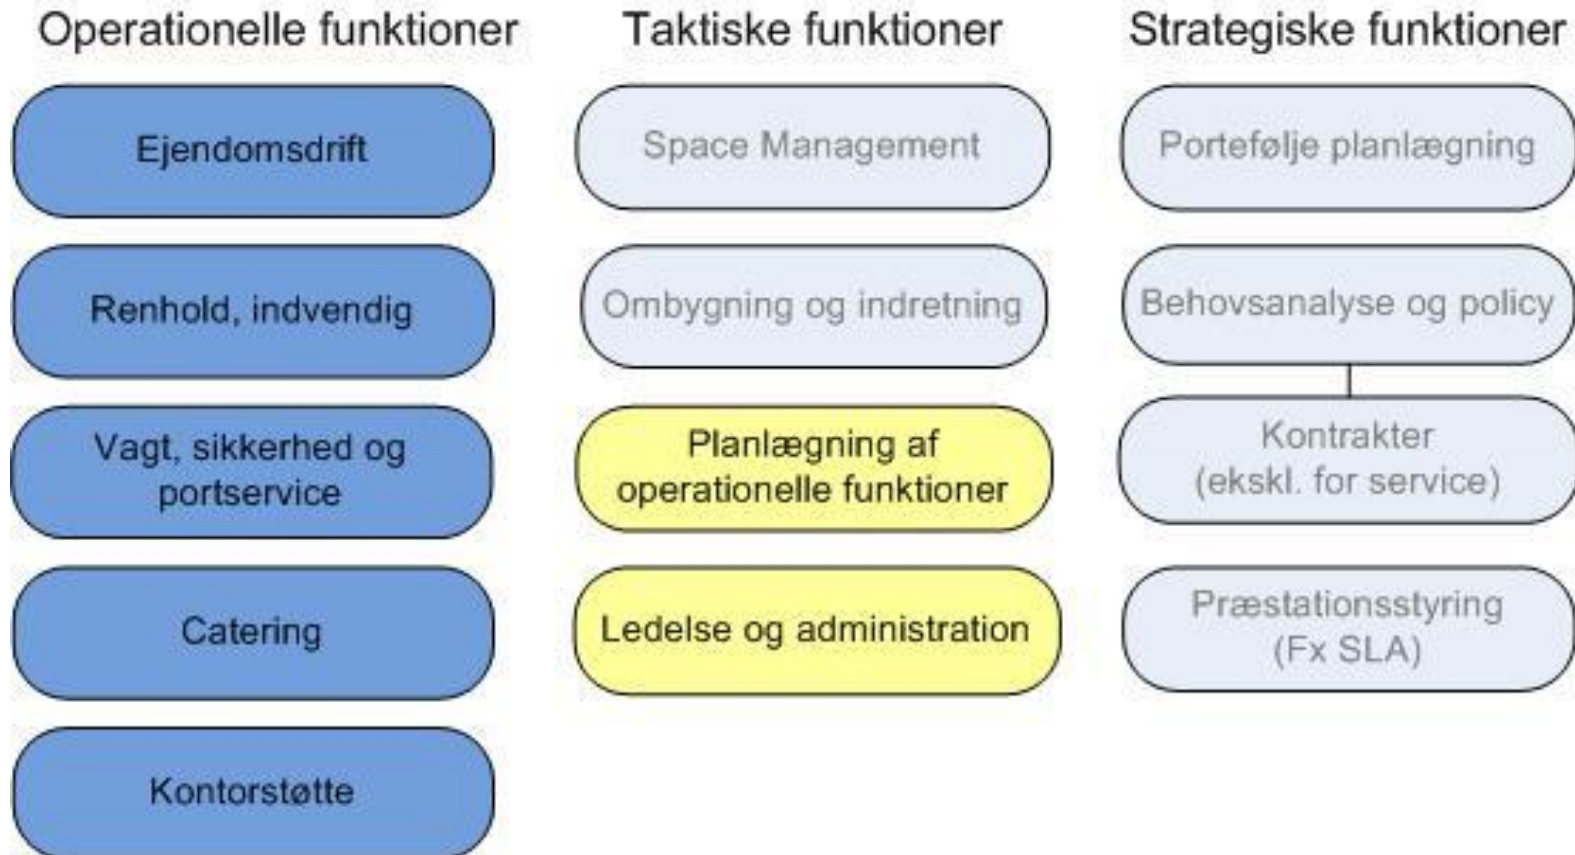 Operationelle funktioner
Ejendomsdrift
Renhold, indvendig
Vagt, sikkerhed og
portservice
Catering
Kontorstøtte
Taktiske funktioner
Space Management
Ombygning og indretning
Planlægning af
operationelle funktioner
Ledelse og administration
Strategiske funktioner
Portefølje planlægning
Behovsanalyse og policy
Kontrakter
(ekskl. for service)
Præstationsstyring
(Fx SLA)